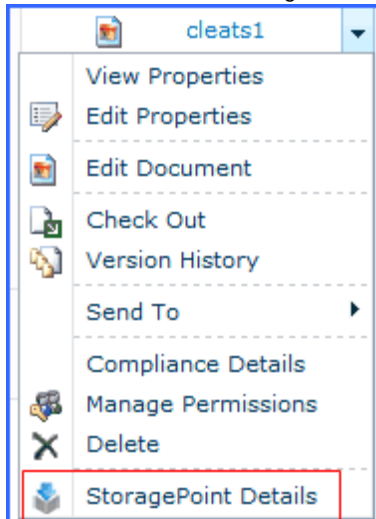 cleats1
View Properties
Edit Properties
Edit Document
Check Out
Version History
Send To
Compliance Details
Manage Permissions
Delete
StoragePoint Details